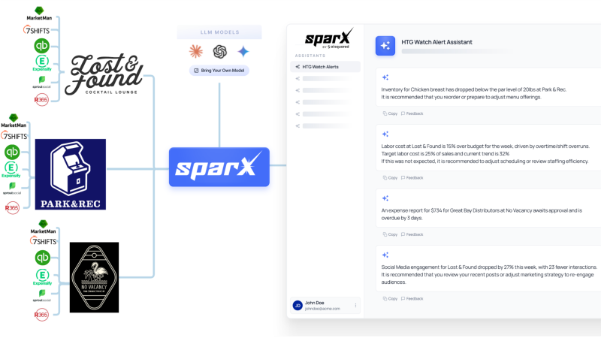 MarketMan
7SHIFTS
qb
E
Expensify
sprout social
R365
Lost &
Found
COCKTAIL LOUNGE
MarketMan
7SHIFTS
qb
E
Expensify
sprout social
R365
PARK&REC
MarketMan
7SHIFTS
qb
E
Expensify
sprout social
R365
NO VACANCY
LLM MODELS
Bring Your Own Model
sparX
sparX
ASSISTANTS
HTG Watch Alerts
JD
John Doe
johndoe@acme.com
HTG Watch Alert Assistant
Inventory for Chicken breast has dropped below the par level of 20lbs at Park & Rec.
It is recommended that you reorder or prepare to adjust menu offerings.
Copy Feedback
Labor cost at Lost & Found is 15% over budget for the week, driven by overtime shift overruns.
Target labor cost is 25% of sales and current trend is 32%
If this was not expected, it is recommended to adjust scheduling or review staffing efficiency.
Copy Feedback
An expense report for $734 for Great Bay Distributors at No Vacancy awaits approval and is
overdue by 3 days.
Copy Feedback
Social Media engagement for Lost & Found dropped by 27% this week, with 23 fewer interactions.
It is recommended that you review your recent posts or adjust marketing strategy to re-engage
audiences.
Copy Feedback